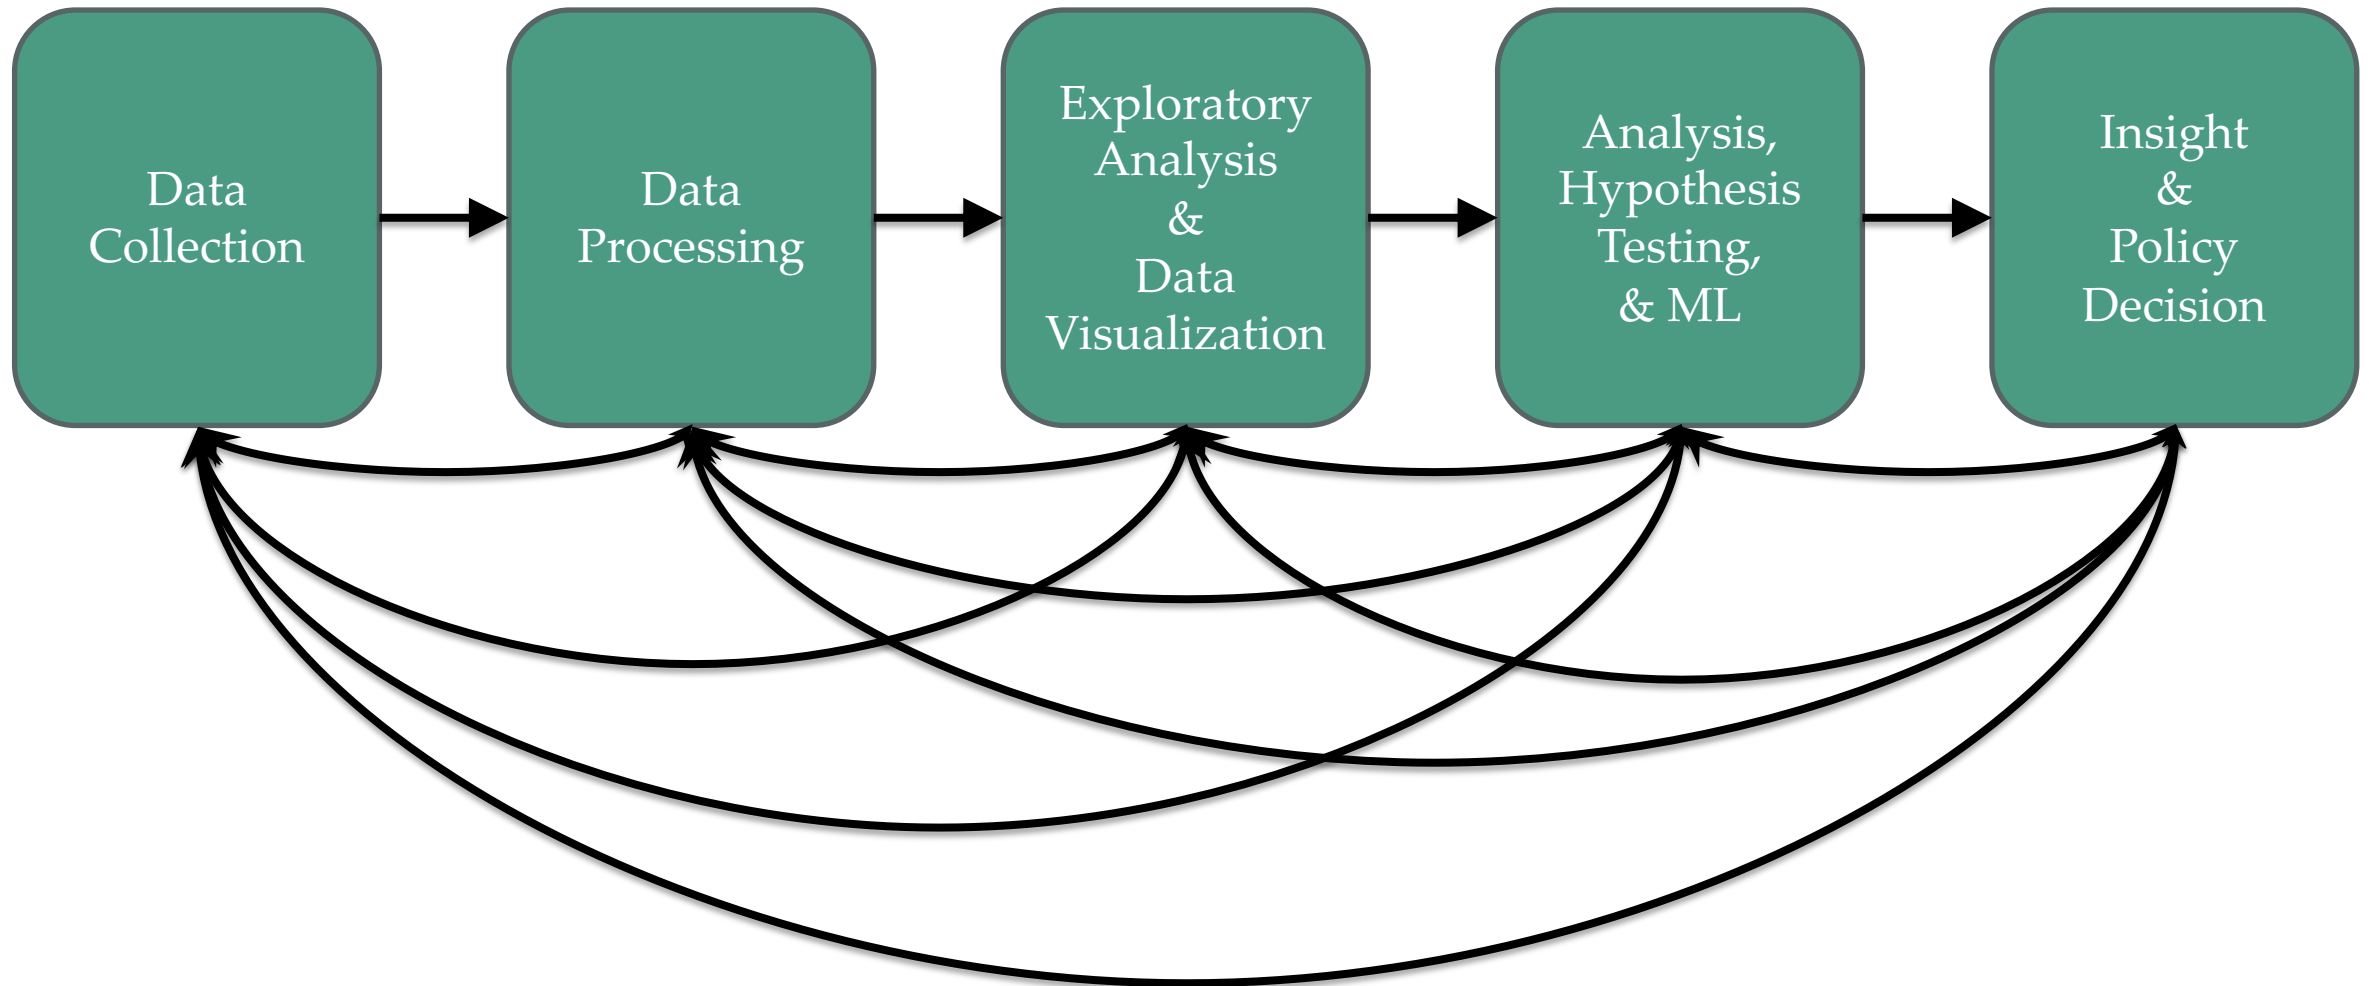 Data
Collection
Data
Processing
Exploratory
Analysis
&
Data
Visualization
Analysis,
Hypothesis
Testing,
& ML
Insight
&
Policy
Decision